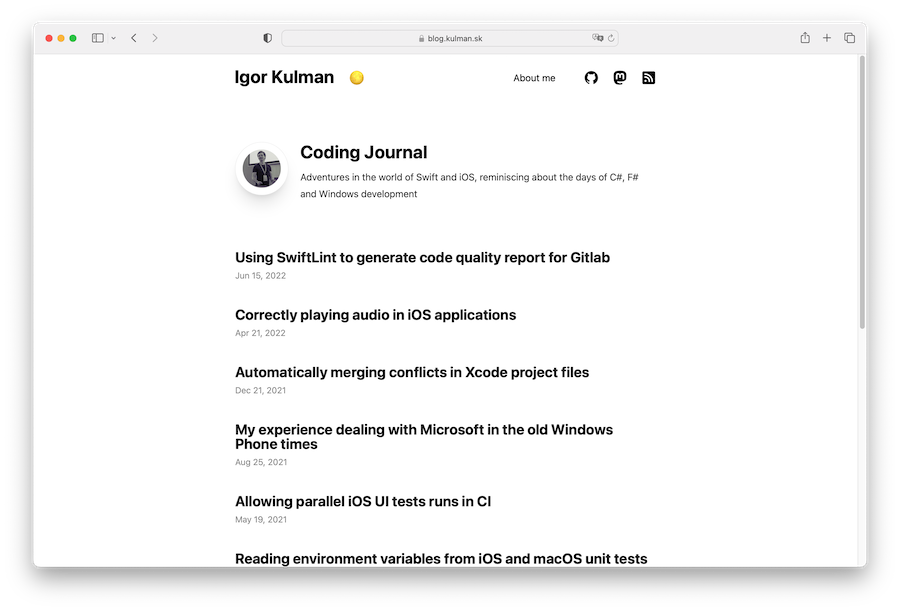 blog.kulman.sk
Igor Kulman
About me
Coding Journal
Adventures in the world of Swift and iOS, reminiscing about the days of C#, F#
and Windows development
Using SwiftLint to generate code quality report for Gitlab
Jun 15, 2022
Correctly playing audio in iOS applications
Apr 21, 2022
Automatically merging conflicts in Xcode project files
Dec 21, 2021
My experience dealing with Microsoft in the old Windows
Phone times
Aug 25, 2021
Allowing parallel iOS UI tests runs in CI
May 19, 2021
Reading environment variables from iOS and macOS unit tests